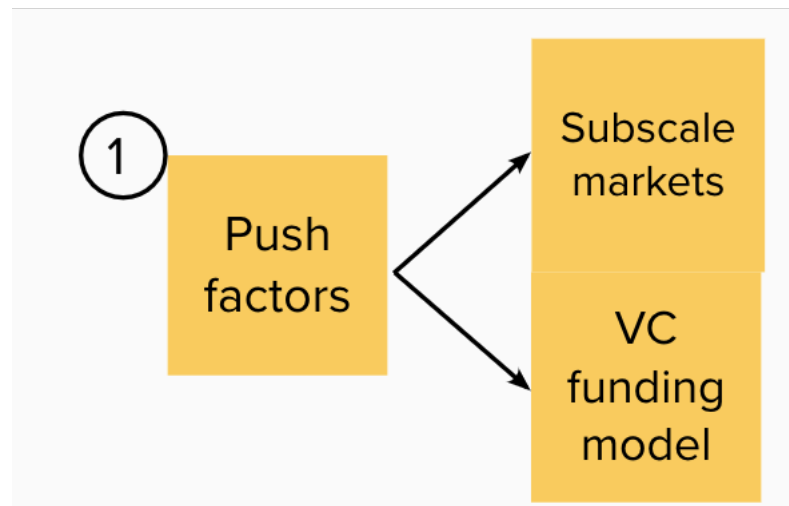 1
Push
factors
Subscale
markets
VC
funding
model